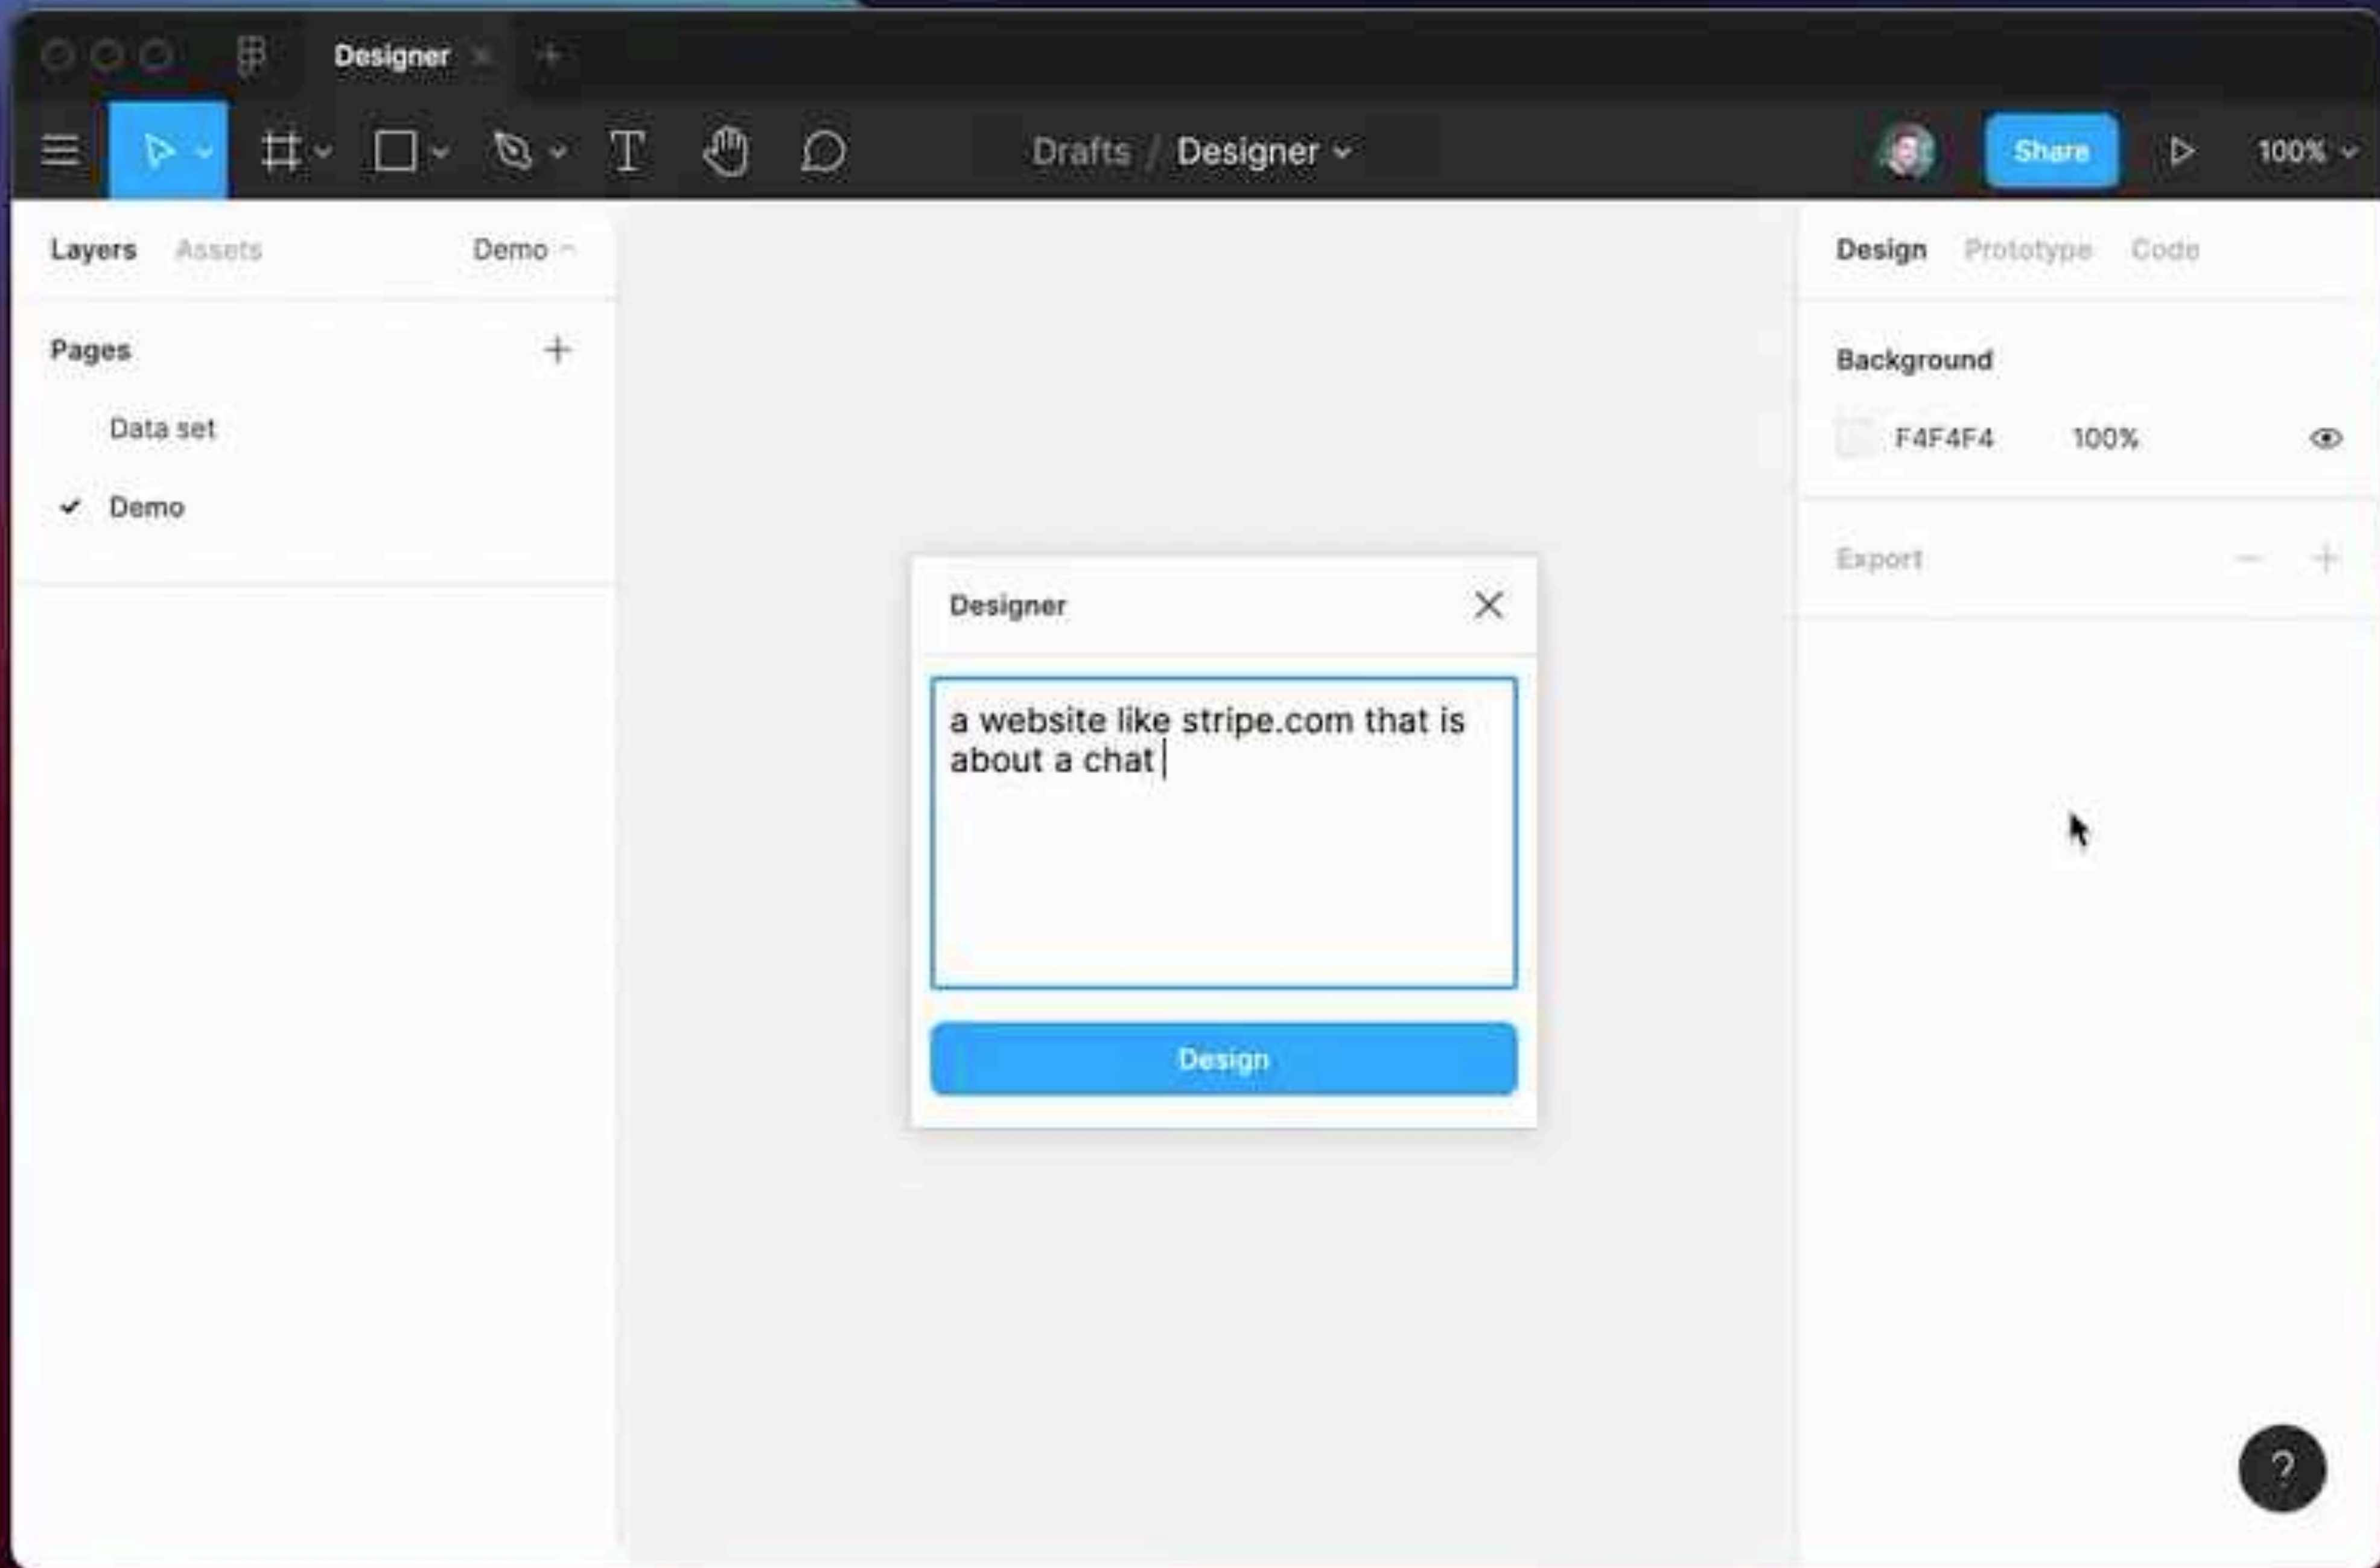 Designer
Drafts / Designer
Share
100%
Layers Assets Demo
Pages
Data set
Demo
Design Prototype Code
Background
F4F4F4 100%
Export
Designer
a website like stripe.com that is
about a chat
Design
?